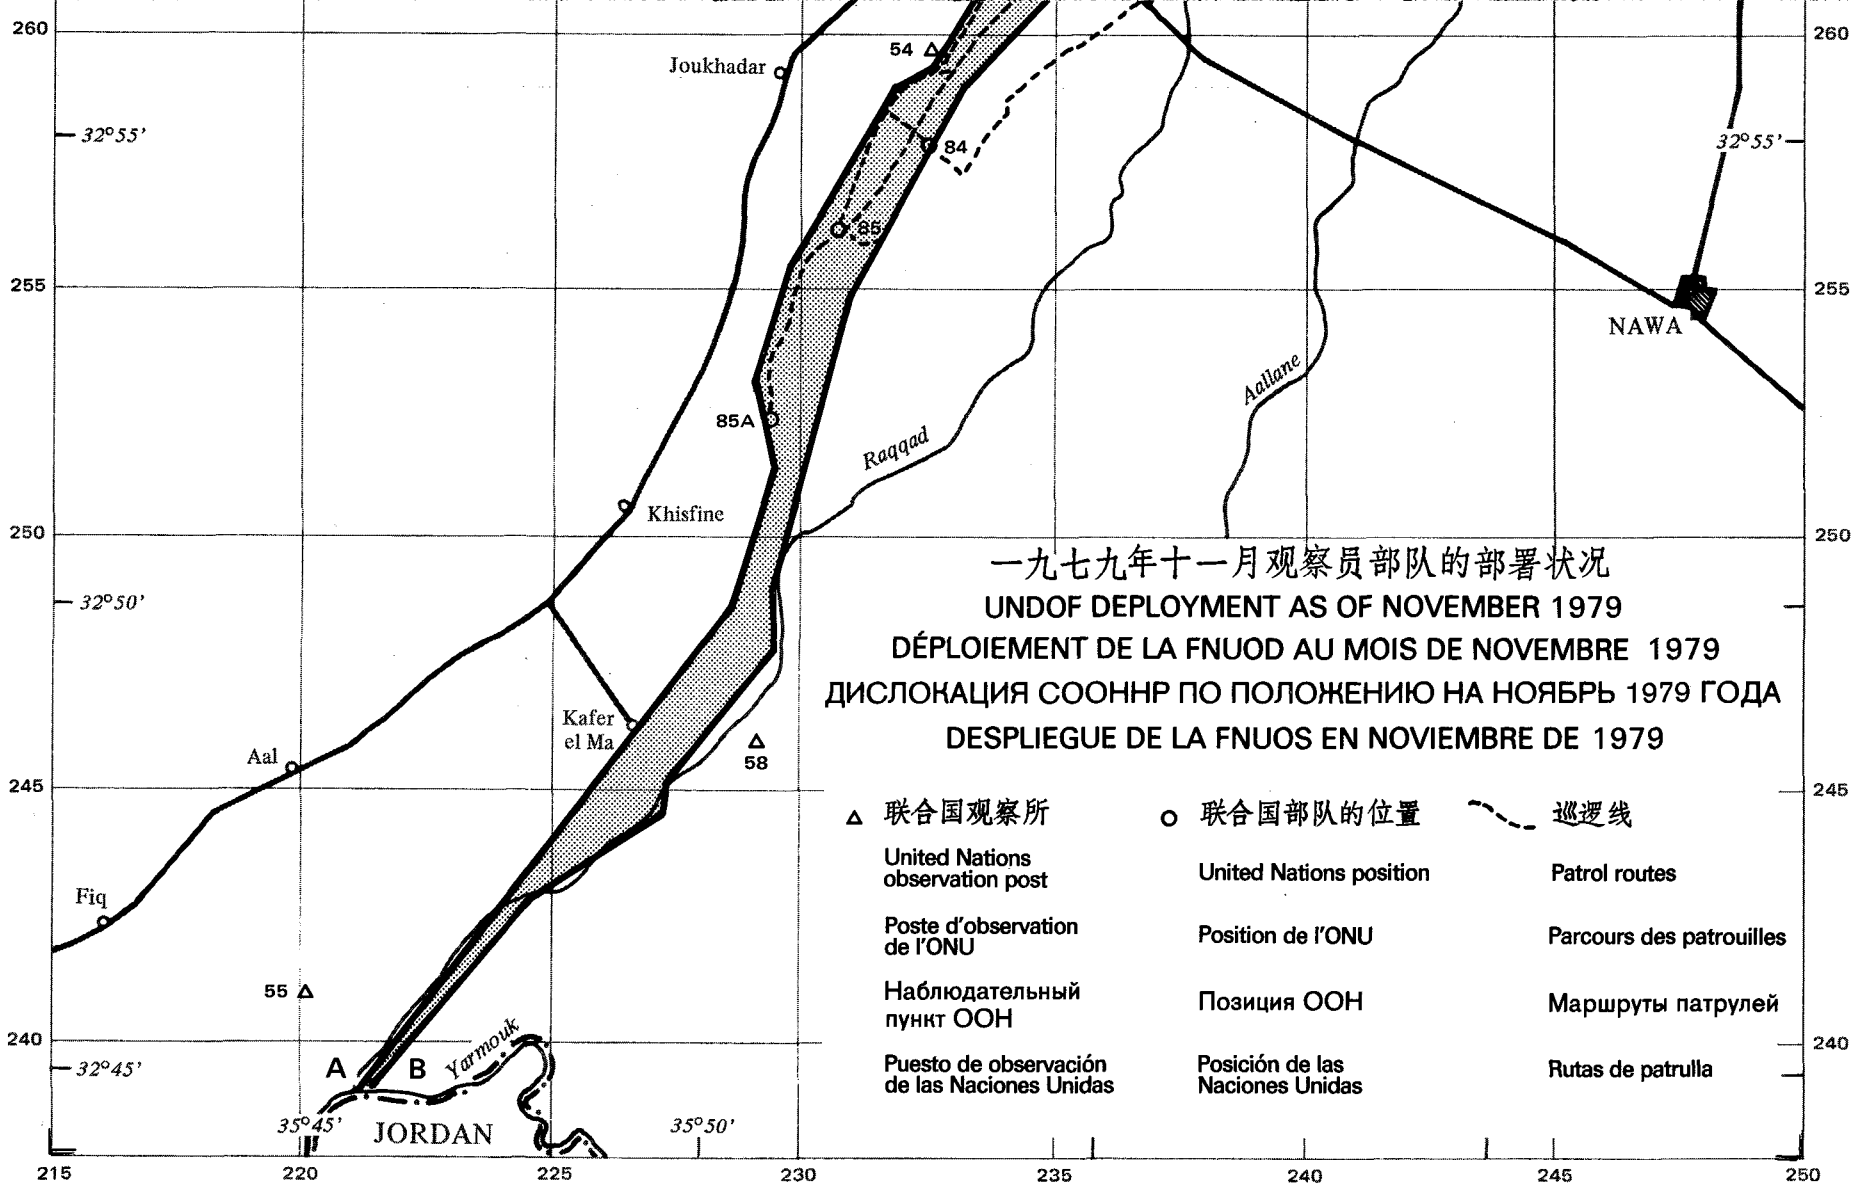 260
260
54
Joukhadar
32°55'
84
32°55'
85
255
255
NAWA
Aallane
85A
Raqqad
Khisfine
250
250
一九七九年十一月观察员部队的部署状况
32°50'
UNDOF DEPLOYMENT AS OF NOVEMBER 1979
DÉPLOIEMENT DE LA FNUOD AU MOIS DE NOVEMBRE 1979
ДИСЛОКАЦИЯ СООННР ПО ПОЛОЖЕНИЮ НА НОЯБРЬ 1979 ГОДА
DESPLIEGUE DE LA FNUOS EN NOVIEMBRE DE 1979
Kafer
el Ma
Aal
58
245
245
联合国观察所
联合国部队的位置
巡逻线
United Nations
observation post
United Nations position
Patrol routes
Fiq
Poste d'observation
de l'ONU
Position de l'ONU
Parcours des patrouilles
55
Наблюдательный
пункт ООН
Позиция ООН
Маршруты патрулей
240
240
32°45'
A
B
Yarmouk
Puesto de observación
de las Naciones Unidas
Posición de las
Naciones Unidas
Rutas de patrulla
35°45'
JORDAN
35°50'
215
220
225
230
235
240
245
250